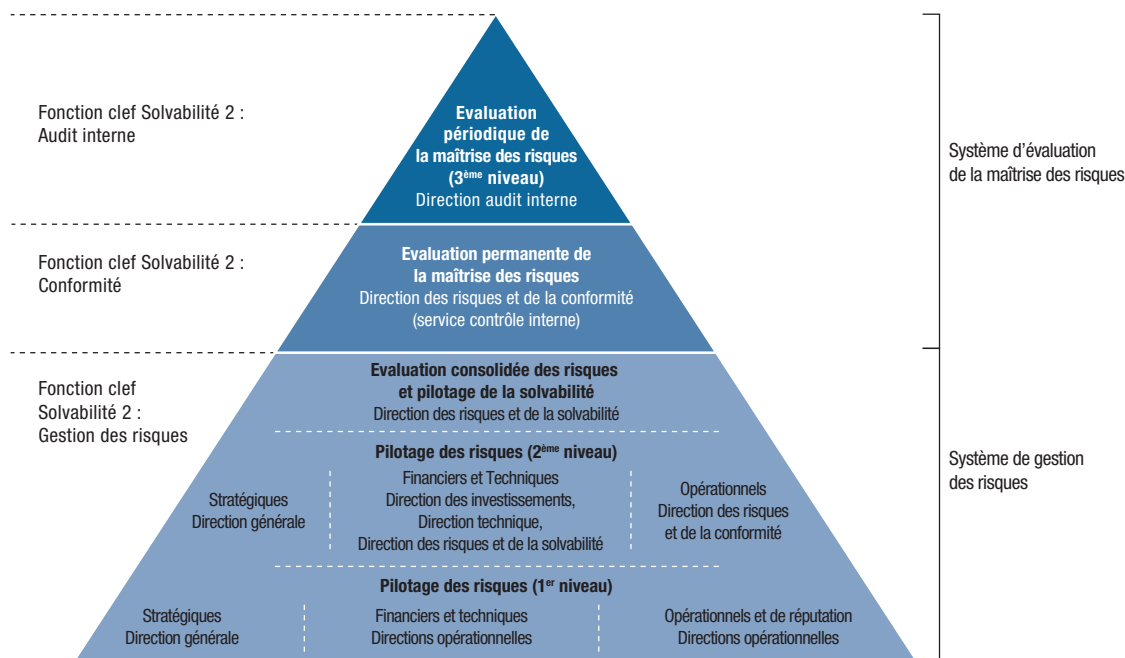 Fonction clef Solvabilité 2 :
Audit interne
Evaluation
périodique de
la maîtrise des risques
(3ème niveau)
Direction audit interne
Système d’évaluation
de la maîtrise des risques
Fonction clef Solvabilité 2 :
Conformité
Evaluation permanente de
la maîtrise des risques
Direction des risques et de la conformité
(service contrôle interne)
Fonction clef
Solvabilité 2 :
Gestion des risques
Evaluation consolidée des risques
et pilotage de la solvabilité
Direction des risques et de la solvabilité
Pilotage des risques (2ème niveau)
Stratégiques
Direction générale
Financiers et Techniques
Direction des investissements,
Direction technique,
Direction des risques et de la solvabilité
Opérationnels
Direction des risques
et de la conformité
Système de gestion
des risques
Pilotage des risques (1er niveau)
Stratégiques
Direction générale
Financiers et techniques
Directions opérationnelles
Opérationnels et de réputation
Directions opérationnelles